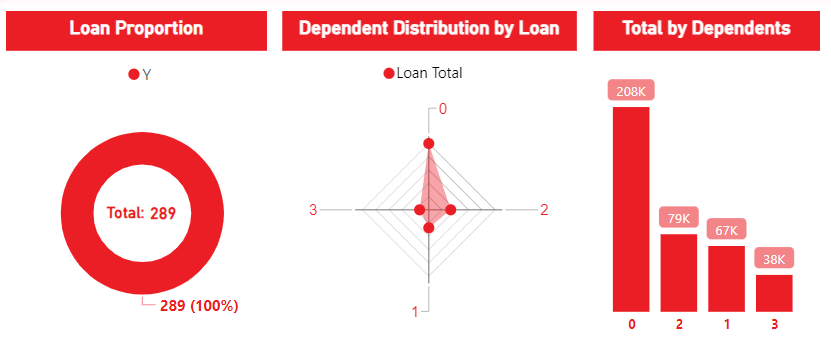 Loan Proportion
Y
Total: 289
289 (100%)
Dependent Distribution by Loan
Loan Total
0
3
2
1
Total by Dependents
208K
79K
67K
38K
0 2 1 3